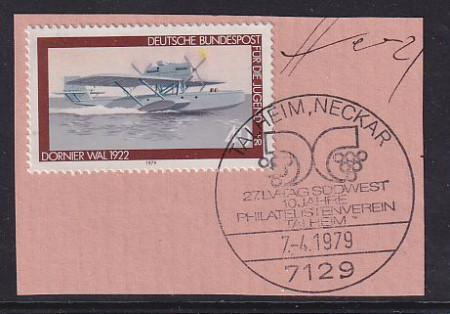 DEUTSCHE BUNDESPOST
FÜR DIE JUGEND
+20
DORNIER WAL 1922
1979
TALHEIM, NECKAR
27. LV-TAG SÜDWEST
10 JAHRE
PHILATELISTENVEREIN
TALHEIM
7.-4.1979
7129